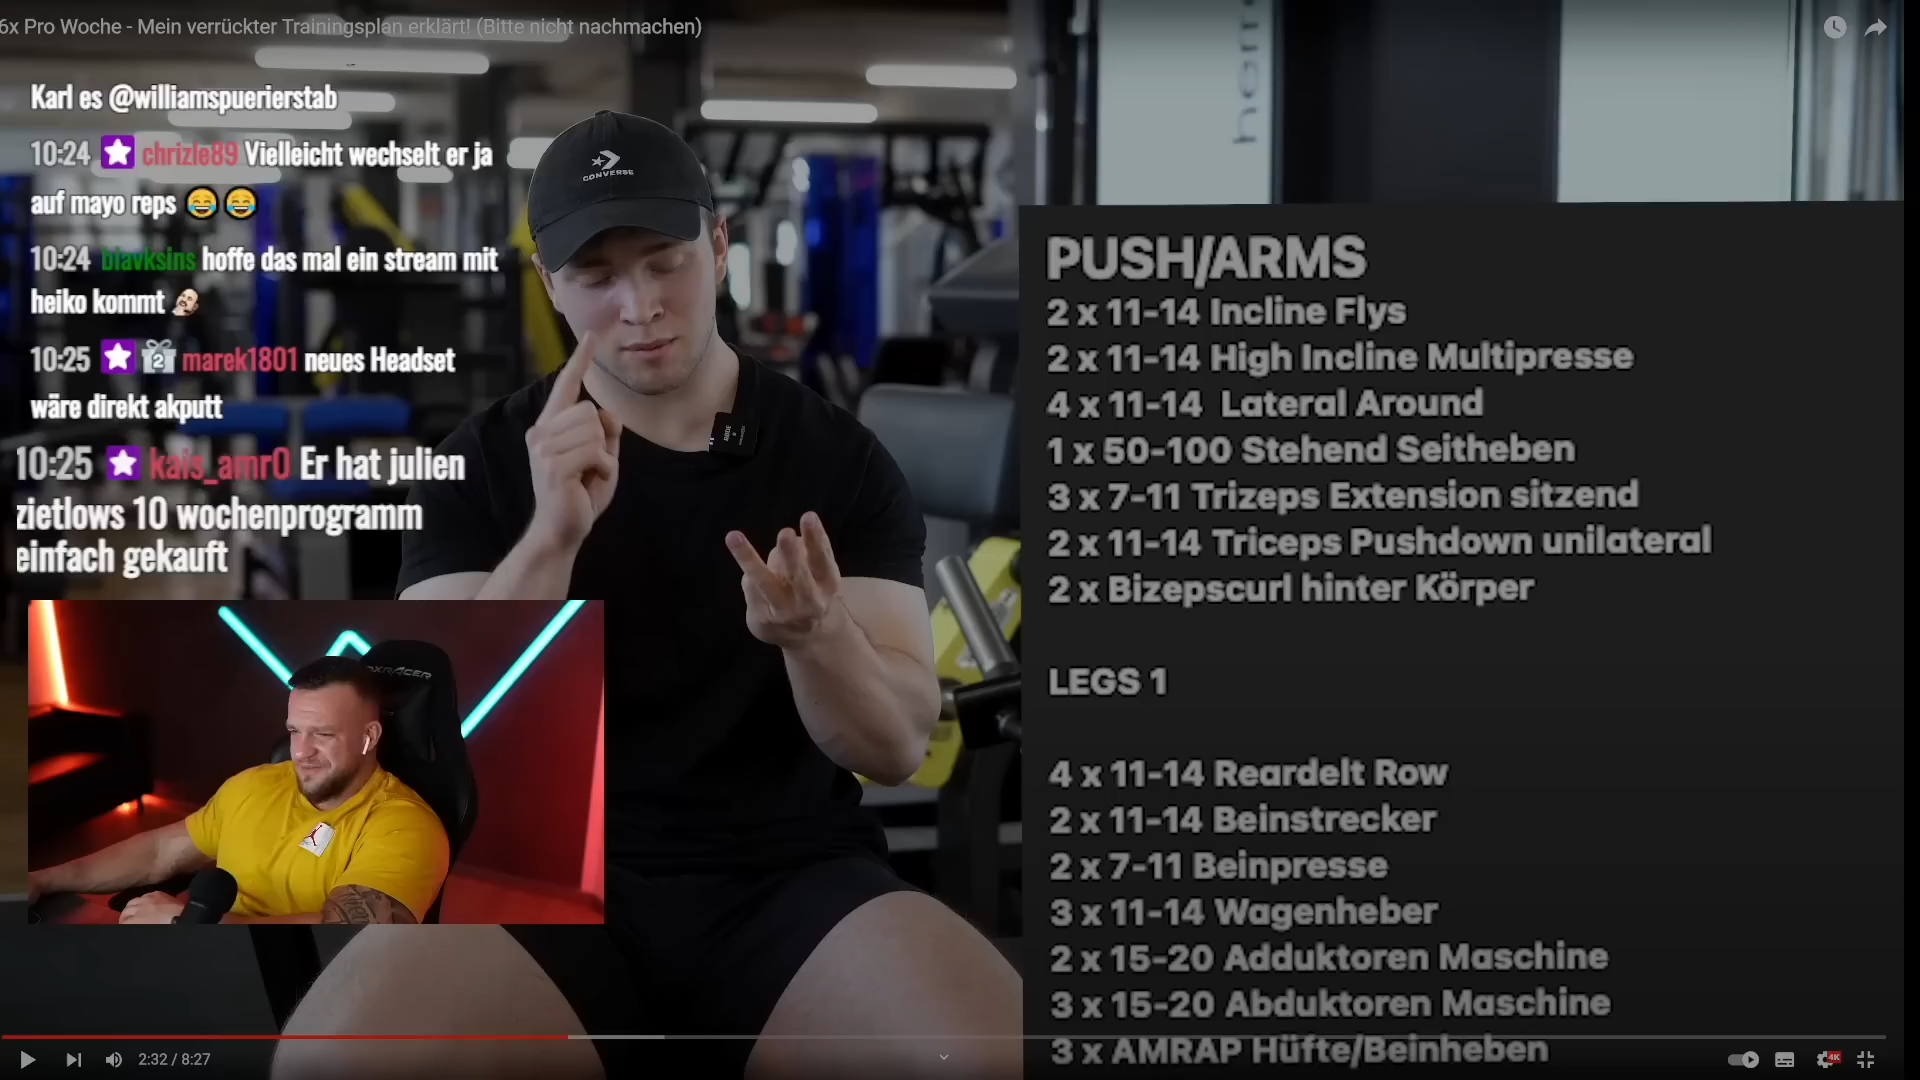 6x Pro Woche - Mein verrückter Trainingsplan erklärt! (Bitte nicht nachmachen)
Karl es @williamspuerierstab
10:24 chrizle89 Vielleicht wechselt er ja
auf mayo reps
10:24 blavksins hoffe das mal ein stream mit
heiko kommt
10:25 2 marek1801 neues Headset
wäre direkt akputt
10:25 kais_amr0 Er hat julien
zietlows 10 wochenprogramm
einfach gekauft
CONVERSE
RØDE
hem
DXRACER
PUSH/ARMS
2 x 11-14 Incline Flys
2 x 11-14 High Incline Multipresse
4 x 11-14 Lateral Around
1 x 50-100 Stehend Seitheben
3 x 7-11 Trizeps Extension sitzend
2 x 11-14 Triceps Pushdown unilateral
2 x Bizepscurl hinter Körper
LEGS 1
4 x 11-14 Reardelt Row
2 x 11-14 Beinstrecker
2 x 7-11 Beinpresse
3 x 11-14 Wagenheber
2 x 15-20 Adduktoren Maschine
3 x 15-20 Abduktoren Maschine
3 x AMRAP Hüfte/Beinheben
2:32 / 8:27
4K